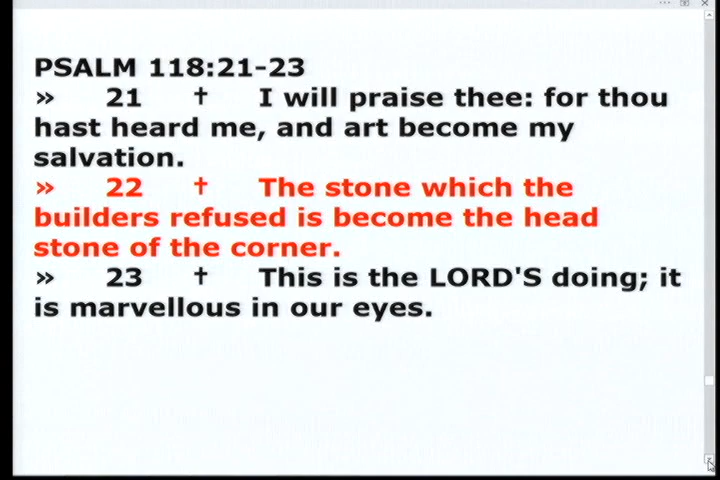 PSALM 118:21-23
» 21 † I will praise thee: for thou
hast heard me, and art become my
salvation.
» 22 † The stone which the
builders refused is become the head
stone of the corner.
» 23 † This is the LORD'S doing; it
is marvellous in our eyes.